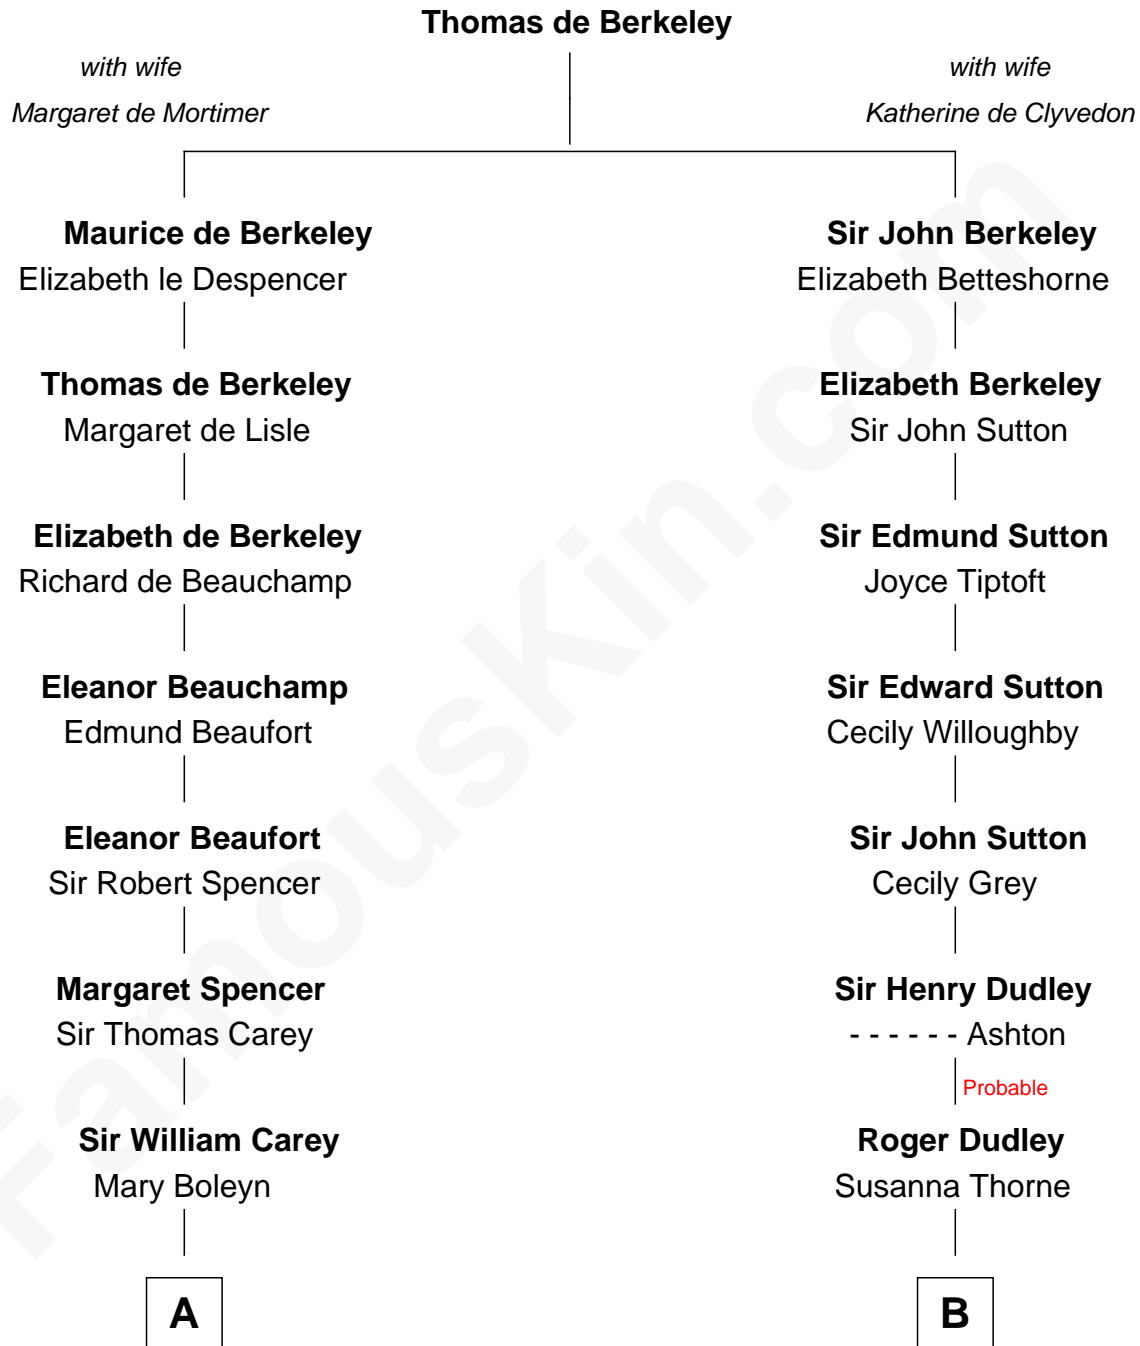 Thomas de Berkeley
with wife
Margaret de Mortimer
with wife
Katherine de Clyvedon
Maurice de Berkeley
Elizabeth le Despencer
Sir John Berkeley
Elizabeth Betteshorne
Thomas de Berkeley
Margaret de Lisle
Elizabeth Berkeley
Sir John Sutton
Elizabeth de Berkeley
Richard de Beauchamp
Sir Edmund Sutton
Joyce Tiptoft
Eleanor Beauchamp
Edmund Beaufort
Sir Edward Sutton
Cecily Willoughby
Eleanor Beaufort
Sir Robert Spencer
Sir John Sutton
Cecily Grey
Margaret Spencer
Sir Thomas Carey
Sir Henry Dudley
- - - - - - Ashton
Probable
Sir William Carey
Mary Boleyn
Roger Dudley
Susanna Thorne
A
B
FamousKin.com